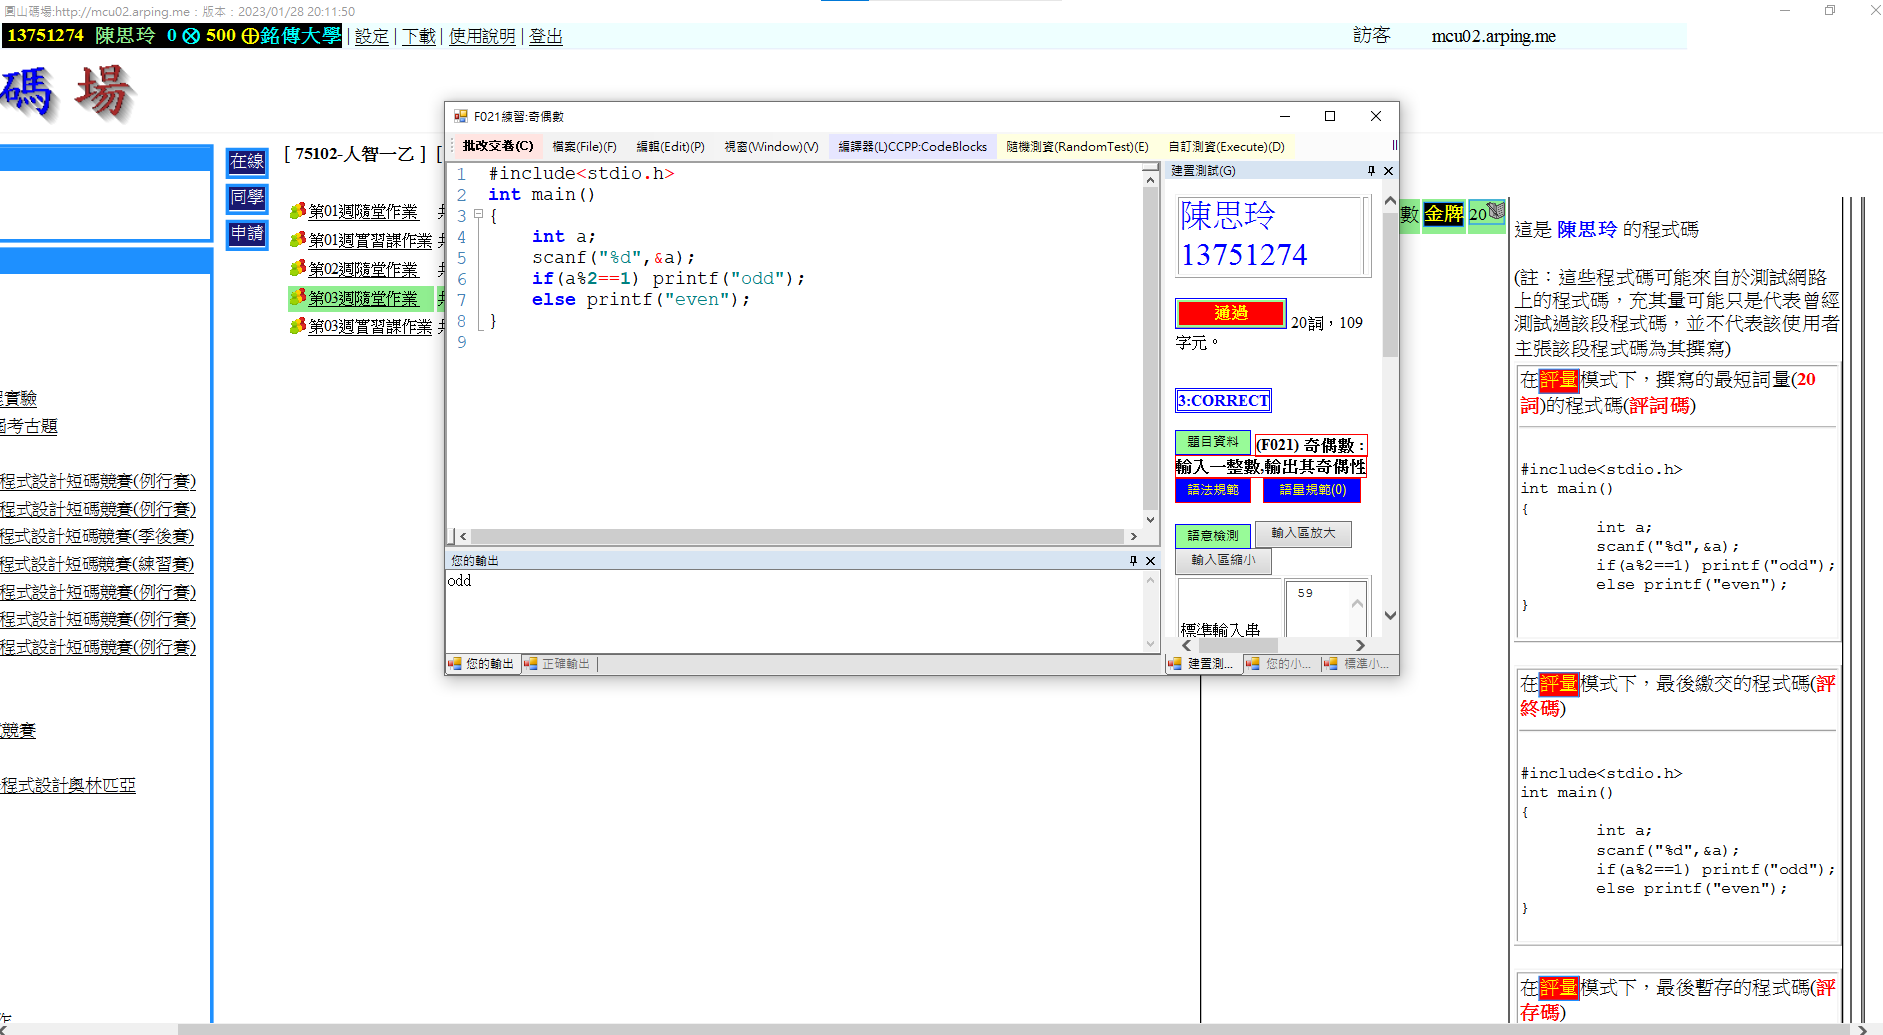 圓山碼場:http://mcu02.arping.me：版本：2023/01/28 20:11:50
13751274 陳思玲 0 ⊗ 500 ⊕銘傳大學 | 設定 | 下載 | 使用說明 | 登出
訪客 mcu02.arping.me
碼 場
在線
同學
申請
[ 75102-人智一乙 ] [
第01週隨堂作業
第01週實習課作業
第02週隨堂作業
第03週隨堂作業
第03週實習課作業
實驗
考古題
程式設計短碼競賽(例行賽)
程式設計短碼競賽(例行賽)
程式設計短碼競賽(季後賽)
程式設計短碼競賽(練習賽)
程式設計短碼競賽(例行賽)
程式設計短碼競賽(例行賽)
程式設計短碼競賽(例行賽)
競賽
程式設計奧林匹亞
F021練習:奇偶數
批改交卷(C) 檔案(File)(F) 編輯(Edit)(P) 視窗(Window)(V) 編譯器(L)CCPP:CodeBlocks 隨機測資(RandomTest)(E) 自訂測資(Execute)(D)
1 #include<stdio.h>
2 int main()
3 {
4 int a;
5 scanf("%d",&a);
6 if(a%2==1) printf("odd");
7 else printf("even");
8 }
9
您的輸出
odd
您的輸出 正確輸出
建置測試(G)
陳思玲
13751274
通過 20詞，109
字元。
3:CORRECT
題目資料 (F021) 奇偶數：
輸入一整數,輸出其奇偶性
語法規範 語量規範(0)
語意檢測 輸入區放大
輸入區縮小
標準輸入串 59
建置測... 您的小... 標準小...
數 金牌 20
這是 陳思玲 的程式碼
(註：這些程式碼可能來自於測試網路
上的程式碼，充其量可能只是代表曾經
測試過該段程式碼，並不代表該使用者
主張該段程式碼為其撰寫)
在評量模式下，撰寫的最短詞量(20
詞)的程式碼(評詞碼)
#include<stdio.h>
int main()
{
int a;
scanf("%d",&a);
if(a%2==1) printf("odd");
else printf("even");
}
在評量模式下，最後繳交的程式碼(評
終碼)
#include<stdio.h>
int main()
{
int a;
scanf("%d",&a);
if(a%2==1) printf("odd");
else printf("even");
}
在評量模式下，最後暫存的程式碼(評
存碼)